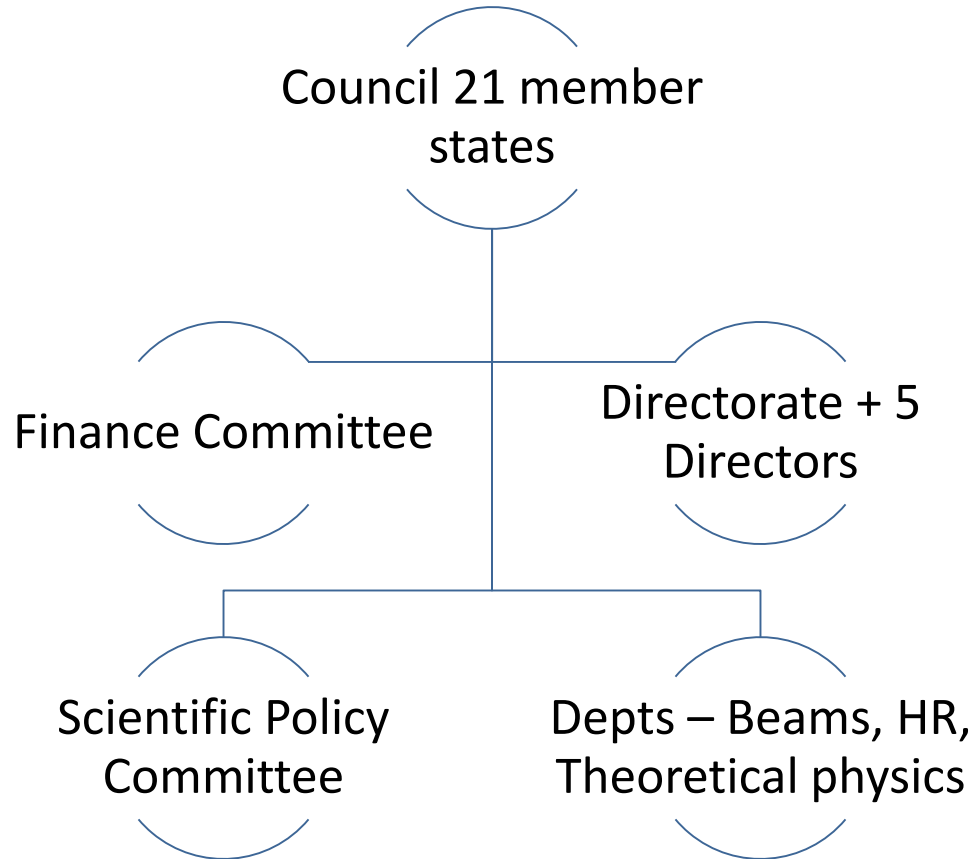 Council 21 member
states
Finance Committee
Directorate + 5
Directors
Scientific Policy
Committee
Depts – Beams, HR,
Theoretical physics